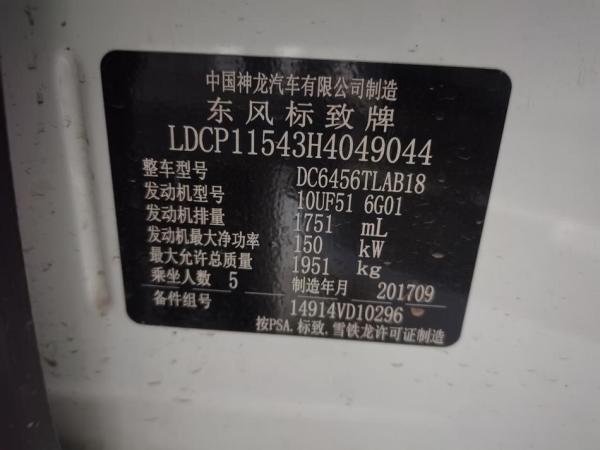 中国神龙汽车有限公司制造
东风标致牌
LDCP11543H4049044
整车型号 DC6456TLAB18
发动机型号 10UF51 6G01
发动机排量 1751 mL
发动机最大净功率 150 kW
最大允许总质量 1951 kg
乘坐人数 5 制造年月 201709
备件组号 14914VD10296
按PSA.标致.雪铁龙许可证制造